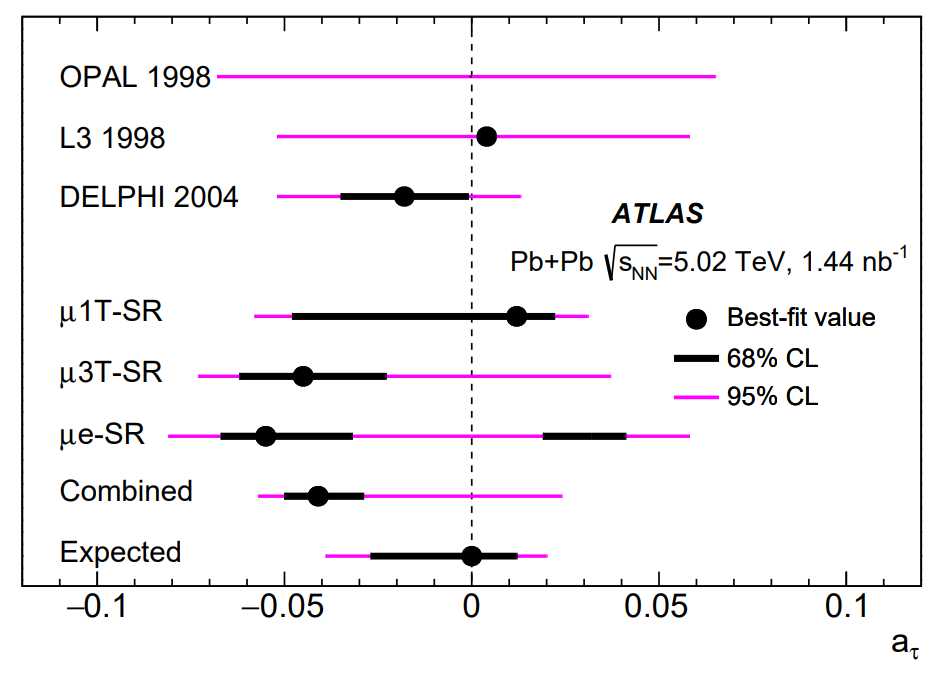 OPAL 1998
L3 1998
DELPHI 2004
ATLAS
Pb+Pb √sNN=5.02 TeV, 1.44 nb-1
μ1T-SR
Best-fit value
68% CL
μ3T-SR
95% CL
μe-SR
Combined
Expected
−0.1 −0.05 0 0.05 0.1
aτ